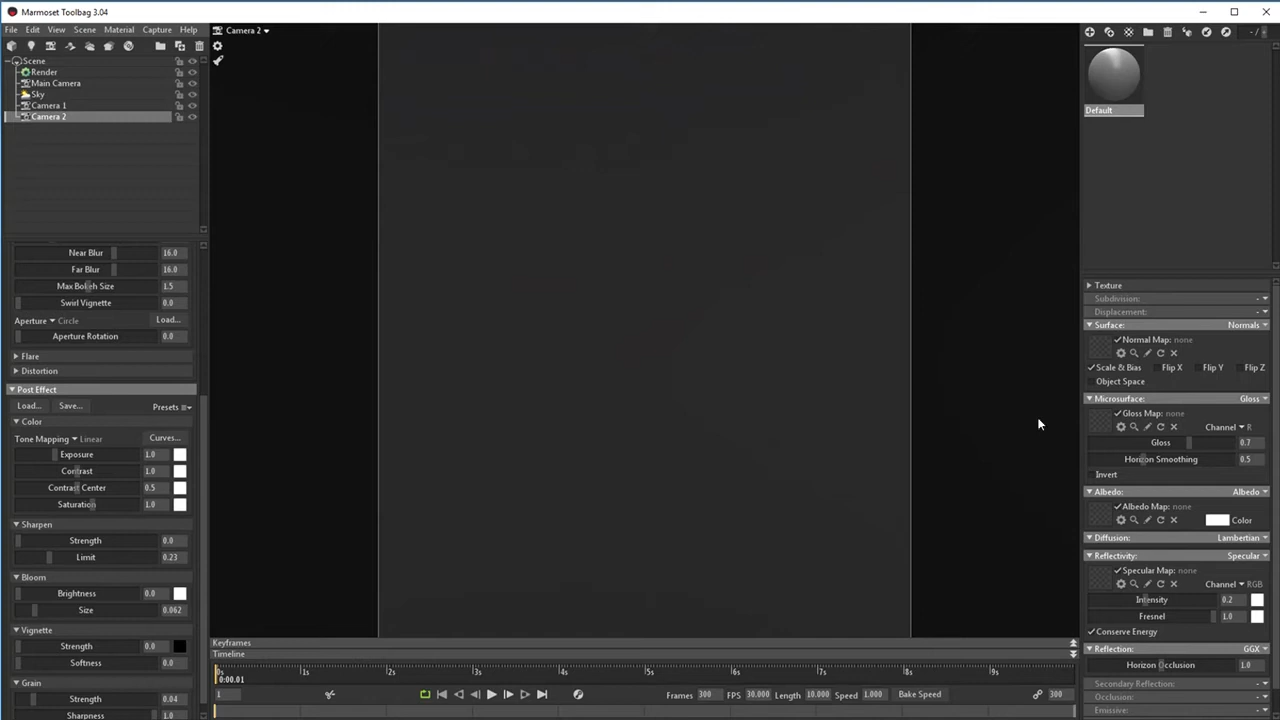 Marmoset Toolbag 3.04
File Edit View Scene Material Capture Help
Camera 2
- /
Scene
Render
Main Camera
Sky
Camera 1
Camera 2
Default
Near Blur 16.0
Far Blur 16.0
Max Bokeh Size 1.5
Swirl Vignette 0.0
Aperture Circle Load...
Aperture Rotation 0.0
Flare
Distortion
Post Effect
Load... Save... Presets
Color
Tone Mapping Linear Curves...
Exposure 1.0
Contrast 1.0
Contrast Center 0.5
Saturation 1.0
Sharpen
Strength 0.0
Limit 0.23
Bloom
Brightness 0.0
Size 0.062
Vignette
Strength 0.0
Softness 0.0
Grain
Strength 0.04
Sharpness 1.0
Keyframes
Timeline
0s 1s 2s 3s 4s 5s 6s 7s 8s 9s
0:00.01
1 Frames 300 FPS 30.000 Length 10.000 Speed 1.000 Bake Speed 300
Texture
Subdivision: -
Displacement: -
Surface: Normals
Normal Map: none
Scale & Bias Flip X Flip Y Flip Z
Object Space
Microsurface: Gloss
Gloss Map: none
Channel R
Gloss 0.7
Horizon Smoothing 0.5
Invert
Albedo: Albedo
Albedo Map: none
Color
Diffusion: Lambertian
Reflectivity: Specular
Specular Map: none
Channel RGB
Intensity 0.2
Fresnel 1.0
Conserve Energy
Reflection: GGX
Horizon Occlusion 1.0
Secondary Reflection: -
Occlusion: -
Emissive: -